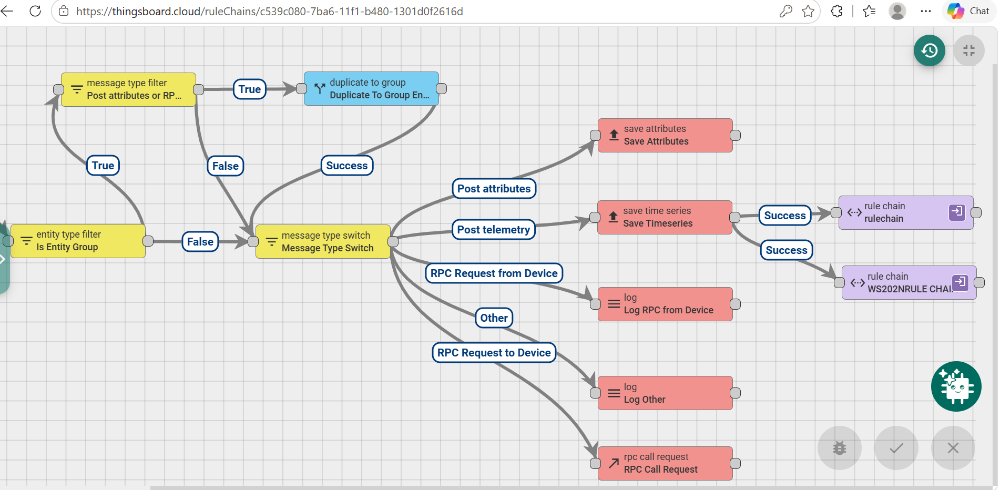 https://thingsboard.cloud/ruleChains/c539c080-7ba6-11f1-b480-1301d0f2616d
Chat
message type filter
Post attributes or RP...
True
duplicate to group
Duplicate To Group En...
save attributes
Save Attributes
True
False
Success
Post attributes
save time series
Save Timeseries
Success
rule chain
rulechain
Post telemetry
entity type filter
Is Entity Group
False
message type switch
Message Type Switch
Success
rule chain
WS202NRULE CHAI
RPC Request from Device
log
Log RPC from Device
Other
RPC Request to Device
log
Log Other
rpc call request
RPC Call Request